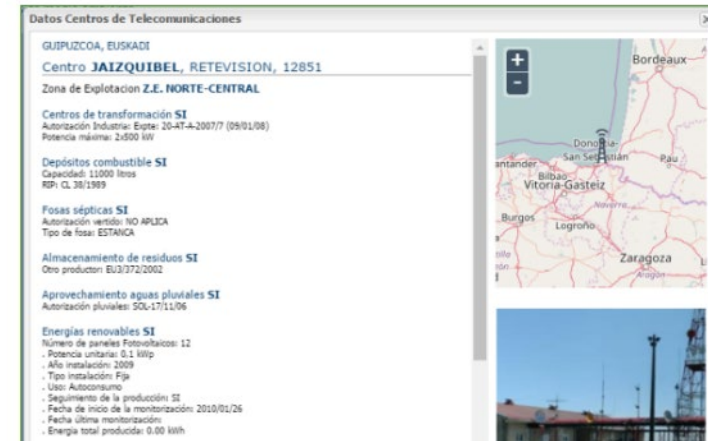 Datos Centros de Telecomunicaciones
GUIPUZCOA, EUSKADI
Centro JAIZQUIBEL, RETEVISION, 12851
Zona de Explotacion Z.E. NORTE-CENTRAL
Centros de transformación SI
Autorización Industria: Expte: 20-AT-A-2007/7 (09/01/08)
Potencia máxima: 2x500 kW
Depósitos combustible SI
Capacidad: 11000 litros
RIP: CL 38/1989
Fosas sépticas SI
Autorización vertido: NO APLICA
Tipo de fosa: ESTANCA
Almacenamiento de residuos SI
Otro productor: EU3/372/2002
Aprovechamiento aguas pluviales SI
Autorización pluviales: SOL-17/11/06
Energías renovables SI
Número de paneles Fotovoltaicos: 12
. Potencia unitaria: 0.1 kWp
. Año instalación: 2009
. Tipo instalación: Fija
. Uso: Autoconsumo
. Seguimiento de la producción: SI
. Fecha de inicio de la monitorización: 2010/01/26
. Fecha última monitorización:
. Energia total producida: 0.00 kWh
+
-
Bordeaux
Donostia-
San Sebastián
Pau
antander
Bilbao
Vitoria-Gasteiz
Navarra
Burgos
Logroño
Zaragoza
Aragón